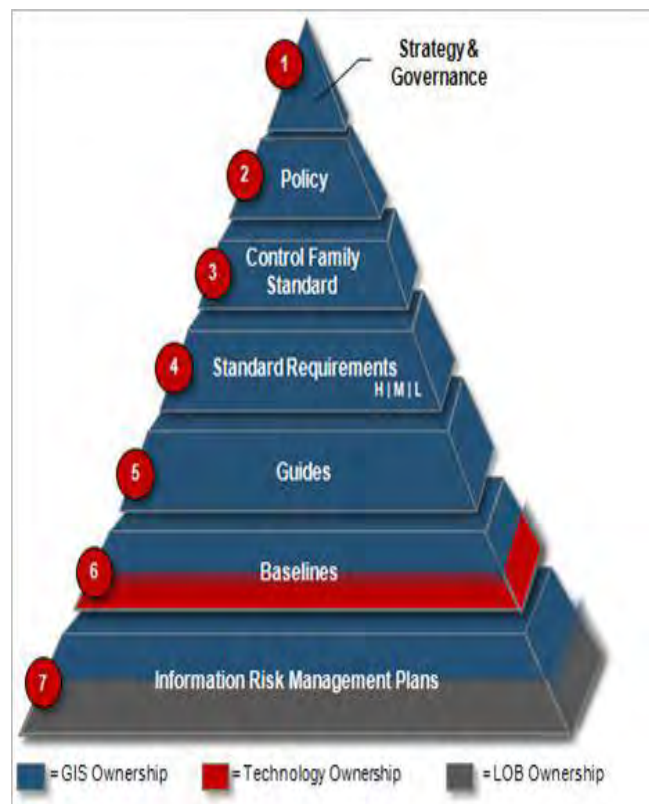 1
Strategy &
Governance
2
Policy
3
Control Family
Standard
4
Standard Requirements
H | M | L
5
Guides
6
Baselines
7
Information Risk Management Plans
= GIS Ownership
= Technology Ownership
= LOB Ownership